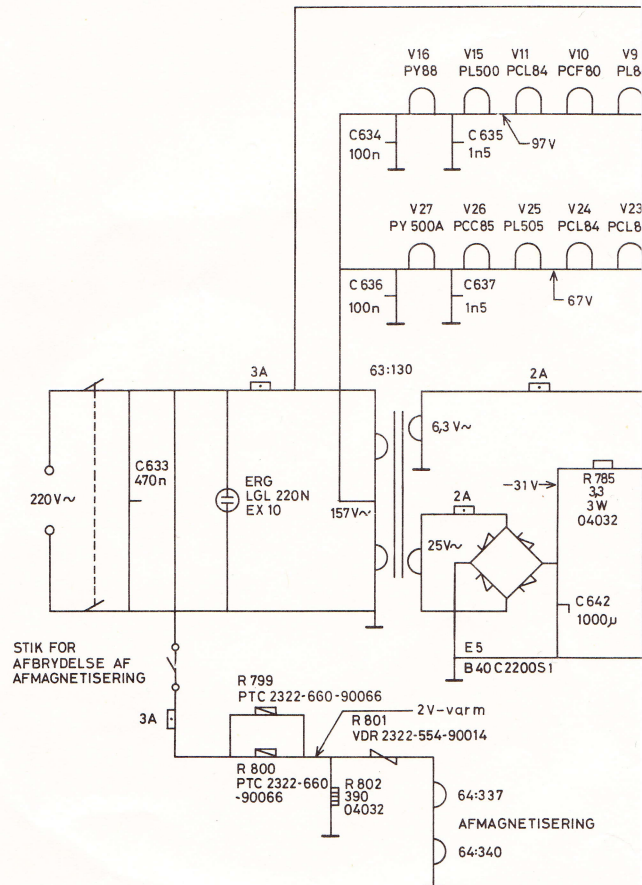 V16
PY88
V15
PL500
V11
PCL84
V10
PCF80
V9
PL8
C634
100n
C635
1n5
97V
V27
PY 500A
V26
PCC85
V25
PL505
V24
PCL84
V23
PCL8
C636
100n
C637
1n5
67V
3A
63:130
2A
6,3 V~
C633
470n
ERG
LGL 220N
EX 10
220V~
157V~
2A
25V~
-31V
R 785
3,3
3W
04032
C642
1000µ
E5
B40C2200S1
STIK FOR
AFBRYDELSE AF
AFMAGNETISERING
R 799
PTC 2322-660-90066
3A
2V-varm
R 801
VDR 2322-554-90014
R 800
PTC 2322-660
-90066
R 802
390
04032
64:337
AFMAGNETISERING
64:340